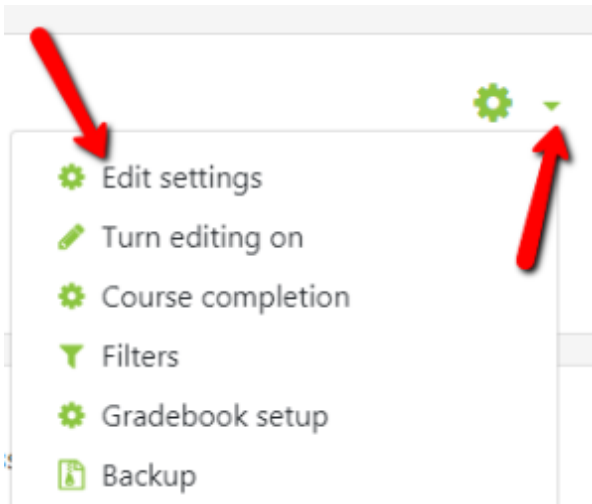 Edit settings
Turn editing on
Course completion
Filters
Gradebook setup
Backup